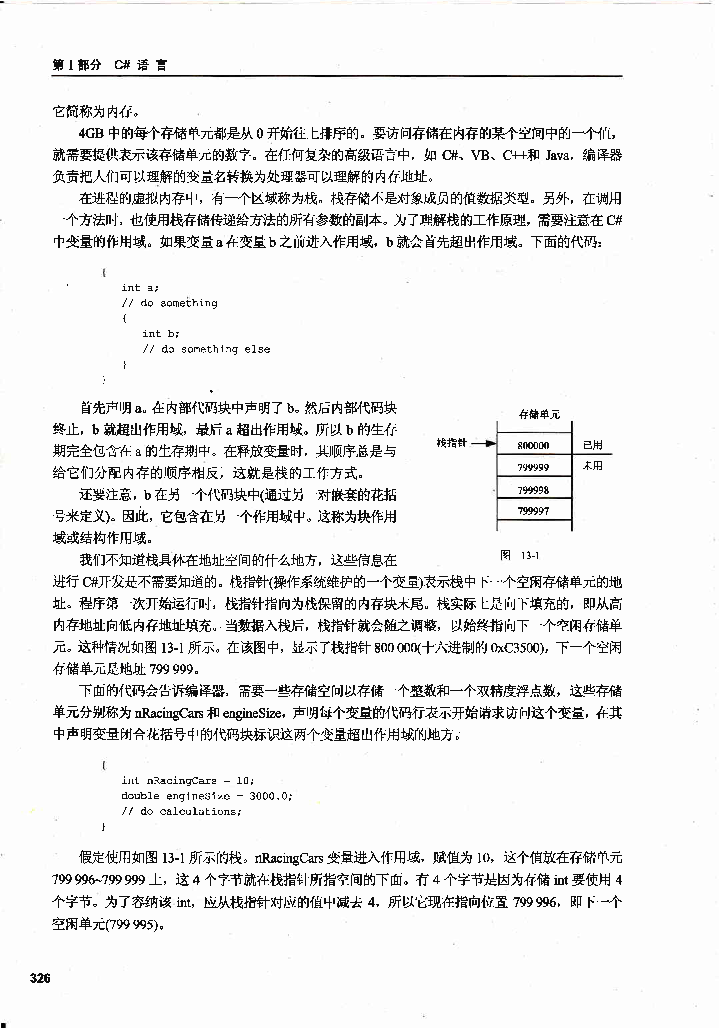 第 1 部分 C# 语 言
它简称为内存。
4GB 中的每个存储单元都是从 0 开始往上排序的。要访问存储在内存的某个空间中的一个值，
就需要提供表示该存储单元的数字。在任何复杂的高级语言中，如 C#、VB、C++和 Java，编译器
负责把人们可以理解的变量名转换为处理器可以理解的内存地址。
在进程的虚拟内存中，有一个区域称为栈。栈存储不是对象成员的值数据类型。另外，在调用
一个方法时，也使用栈存储传递给方法的所有参数的副本。为了理解栈的工作原理，需要注意在 C#
中变量的作用域。如果变量 a 在变量 b 之前进入作用域，b 就会首先超出作用域。下面的代码：
{
int a;
// do something
{
int b;
// do something else
}
}
首先声明 a。在内部代码块中声明了 b。然后内部代码块
终止，b 就超出作用域，最后 a 超出作用域。所以 b 的生存
期完全包含在 a 的生存期中。在释放变量时，其顺序总是与
给它们分配内存的顺序相反，这就是栈的工作方式。
还要注意，b 在另一个代码块中(通过另一对嵌套的花括
号来定义)。因此，它包含在另一个作用域中。这称为块作用
域或结构作用域。
存储单元
栈指针
800000 已用
799999 未用
799998
799997
图 13-1
我们不知道栈具体在地址空间的什么地方，这些信息在
进行 C#开发是不需要知道的。栈指针(操作系统维护的一个变量)表示栈中下一个空闲存储单元的地
址。程序第一次开始运行时，栈指针指向为栈保留的内存块末尾。栈实际上是向下填充的，即从高
内存地址向低内存地址填充。当数据入栈后，栈指针就会随之调整，以始终指向下一个空闲存储单
元。这种情况如图 13-1 所示。在该图中，显示了栈指针 800 000(十六进制的 0xC3500)，下一个空闲
存储单元是地址 799 999。
下面的代码会告诉编译器，需要一些存储空间以存储一个整数和一个双精度浮点数，这些存储
单元分别称为 nRacingCars 和 engineSize，声明每个变量的代码行表示开始请求访问这个变量，在其
中声明变量闭合花括号中的代码块标识这两个变量超出作用域的地方。
{
int nRacingCars = 10;
double engineSize = 3000.0;
// do calculations;
}
假定使用如图 13-1 所示的栈。nRacingCars 变量进入作用域，赋值为 10，这个值放在存储单元
799 996~799 999 上，这 4 个字节就在栈指针所指空间的下面。有 4 个字节是因为存储 int 要使用 4
个字节。为了容纳该 int，应从栈指针对应的值中减去 4，所以它现在指向位置 799 996，即下一个
空闲单元(799 995)。
326